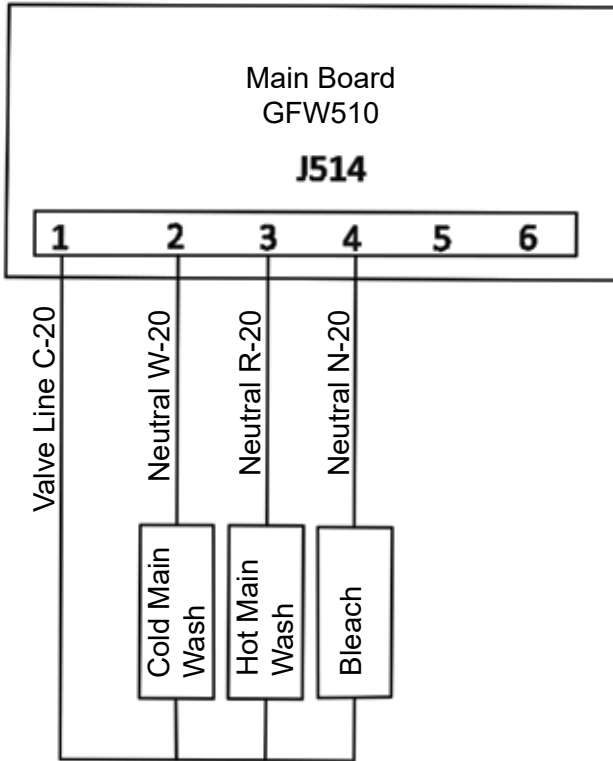 Main Board
GFW510
J514
1 2 3 4 5 6
Valve Line C-20
Neutral W-20
Neutral R-20
Neutral N-20
Cold Main
Wash
Hot Main
Wash
Bleach